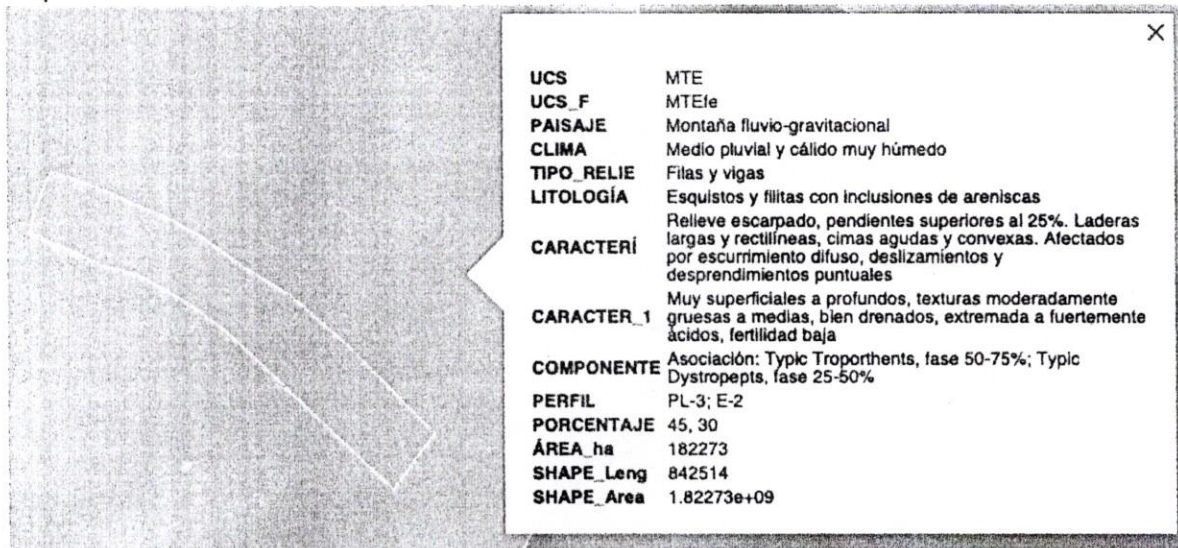 UCS MTE
UCS_F MTEfe
PAISAJE Montaña fluvio-gravitacional
CLIMA Medio pluvial y cálido muy húmedo
TIPO_RELIE Filas y vigas
LITOLOGÍA Esquistos y filitas con inclusiones de areniscas
Relieve escarpado, pendientes superiores al 25%. Laderas
CARACTERÍ largas y rectilíneas, cimas agudas y convexas. Afectados
por escurrimiento difuso, deslizamientos y
desprendimientos puntuales
Muy superficiales a profundos, texturas moderadamente
CARACTER_1 gruesas a medias, bien drenados, extremada a fuertemente
ácidos, fertilidad baja
COMPONENTE Asociación: Typic Troporthents, fase 50-75%; Typic
Dystropepts, fase 25-50%
PERFIL PL-3; E-2
PORCENTAJE 45, 30
ÁREA_ha 182273
SHAPE_Leng 842514
SHAPE_Area 1.82273e+09